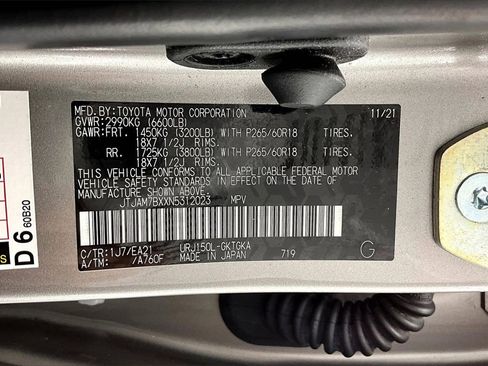 MFD.BY:TOYOTA MOTOR CORPORATION 11/21
GVWR:2990KG (6600LB)
GAWR:FRT. 1450KG (3200LB) WITH P265/60R18 TIRES.
18X7 1/2J RIMS.
RR. 1725KG (3800LB) WITH P265/60R18 TIRES.
18X7 1/2J RIMS.
THIS VEHICLE CONFORMS TO ALL APPLICABLE FEDERAL MOTOR
VEHICLE SAFETY STANDARDS IN EFFECT ON THE DATE OF
MANUFACTURE SHOWN ABOVE.
JTJAM7BXXN5312023 MPV
C/TR:1J7/EA21 URJ150L-GKTGKA
A/TM: /A760F MADE IN JAPAN 719 G
D6 60B20